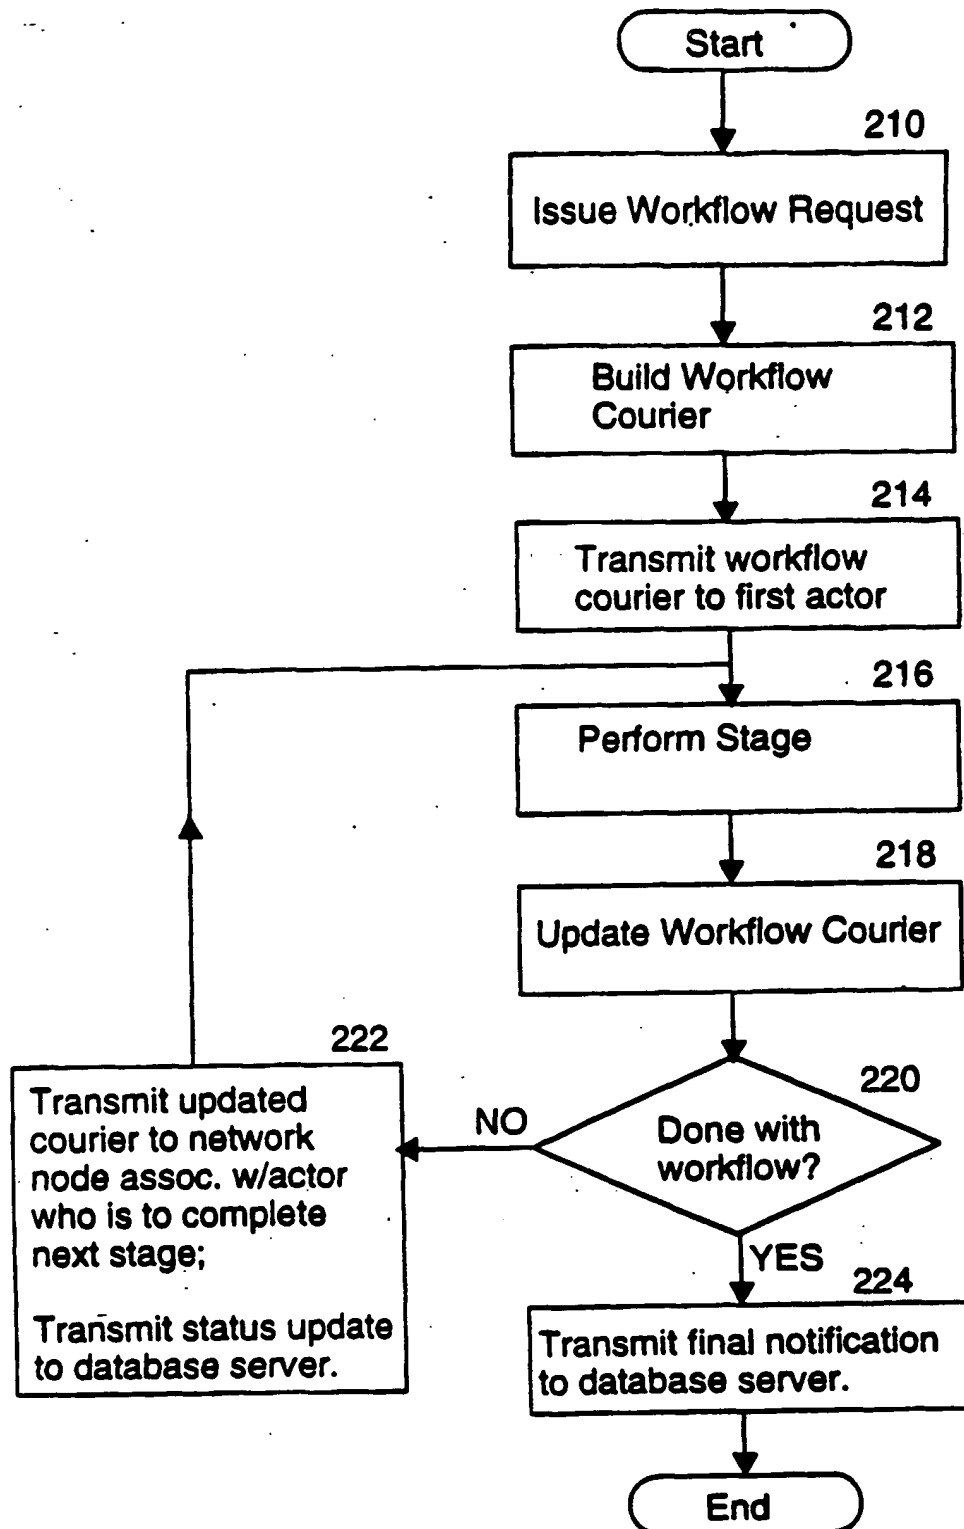 Start
210
Issue Workflow Request
212
Build Workflow
Courier
214
Transmit workflow
courier to first actor
216
Perform Stage
218
Update Workflow Courier
220
Done with
workflow?
NO
222
Transmit updated
courier to network
node assoc. w/actor
who is to complete
next stage;
Transmit status update
to database server.
YES
224
Transmit final notification
to database server.
End